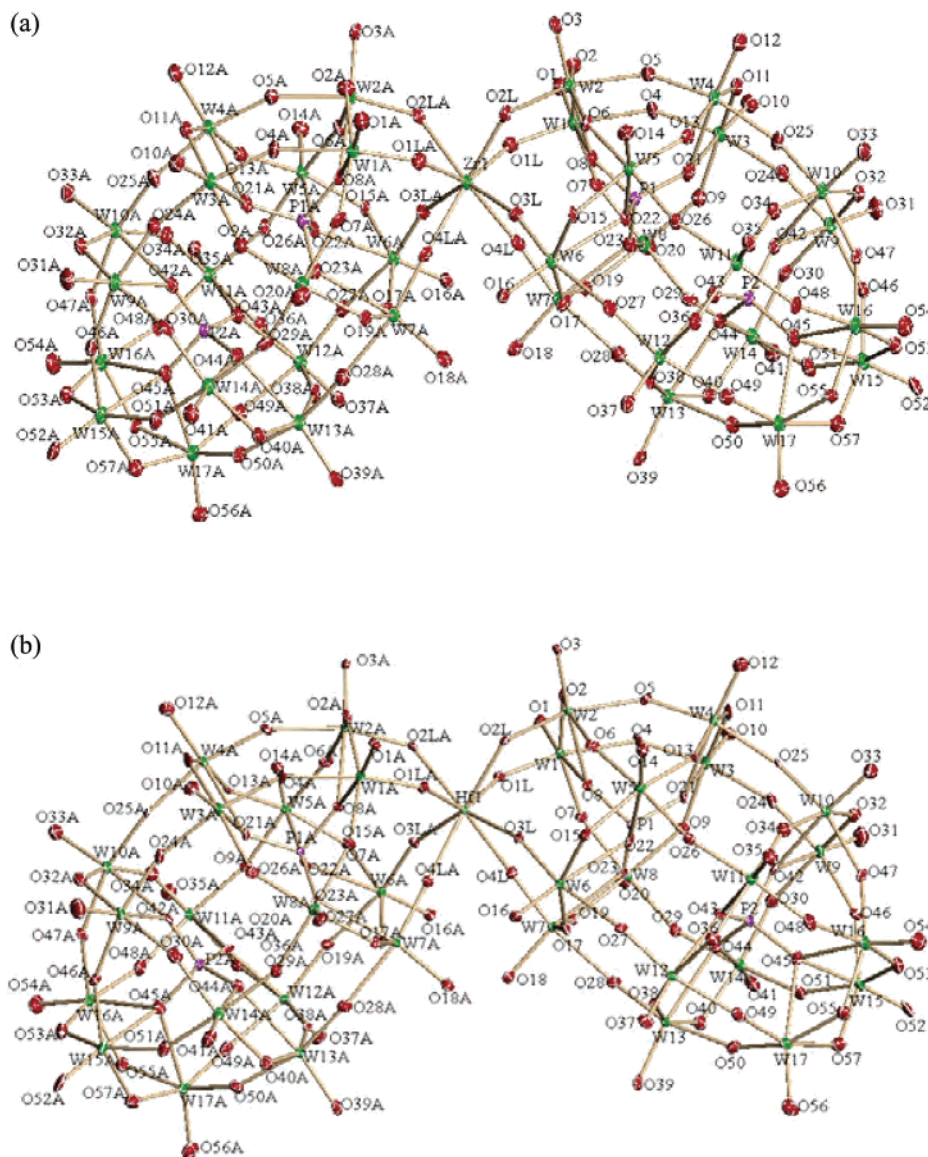 (a)
O3A
O3
O12A
O2A
O2
O12
O5A
W2A
O1
O5
W4
O11
W4A
O14A
O2LA
O2L
W2
O4
O10
O11A
O4A
O6A
O1A
O6
O14
O13
W3
O25
O33
O10A
O13A
W1A
O1LA
O1L
O8
W5
O21
O33A
O25A
W3A
O21A
W5A
O8A
O7
P1
O24
W10
O32
W10A
O24A
P1A
O15A
O3LA
O3L
O15
O9
O34
O31
O32A
O34A
O9A
O26A
O22A
O7A
O4LA
O4L
O22
O26
O35
O42
W9
O31A
O35A
W6A
O23
O20
W11
O47
W9A
O42A
W8A
O23A
O16A
W6
O19
O43
P2
O30
O46
O47A
W11A
O20A
O27A
O17A
O16
W7
O27
O29
O48
W16
O54
O46A
O48A
O30A
O43A
O36A
O19A
W7A
O17
O36
O44
O45
O54A
W16A
O29A
W12A
O18
O28
W12
W14
O51
W15
O44A
O28A
O18A
O38
O41
O53A
O45A
W14A
O38A
O37A
O37
O40
O49
O55
O52
W15A
O51A
O49A
W13A
W13
O52A
O55A
O41A
O40A
O50
W17
O57
O57A
W17A
O50A
O39A
O39
O56A
O56
(b)
O3A
O3
O12A
O2A
O2
O12
O5A
W2A
O1
O5
W4
O11
O11A
W4A
O14A
O6A
O2LA
O2L
W2
O4
O10
O10A
O13A
O4A
O1A
O6
O14
O13
W3
O25
O33
O25A
W3A
W5A
W1A
O1LA
O1L
W1
W5
O21
O33A
O21A
P1A
O8A
O8
O24
W10
O32
O24A
O15A
O3LA
O3L
O7
P1
O9
O34
O31
W10A
O9A
O22A
O7A
O15
O22
O26
O35
W9
O32A
O34A
O35A
O26A
O4LA
O4L
O23
W11
O42
O47
O31A
O23A
W6A
W6
W8
O20
O30
O46
W9A
O42A
W11A
O20A
W8A
O16A
O16
O19
O29
O43
P2
O48
O54
O47A
O30A
O43A
O17A
W7A
O17
O27
O36
O44
W16
O48A
O36A
O19A
O45
O46A
P2A
O29A
O18
O28
W12
W14
O51
W15
O54A
W16A
O44A
W12A
O28A
O18A
O38
O41
O55
O52
O45A
O38A
O37
O40
O49
O53A
O51A
W14A
O37A
W13
W15A
O41A
O49A
W13A
O50
W17
O57
O55A
O40A
O52A
O57A
W17A
O50A
O39A
O39
O56
O56A